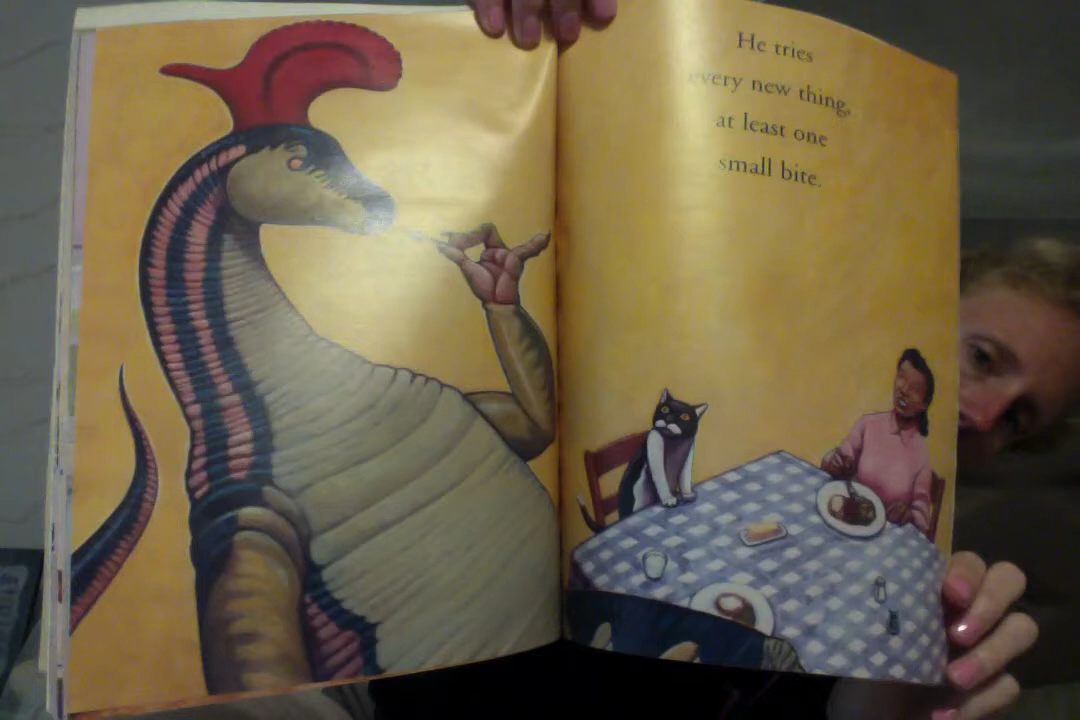 He tries
every new thing,
at least one
small bite.